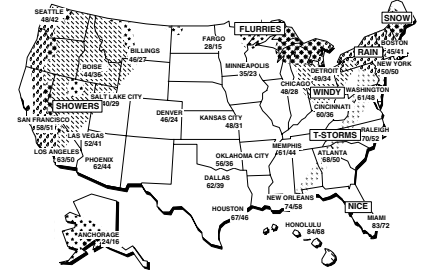 SNOW
SEATTLE
48/42
FLURRIES
FARGO
28/15
BILLINGS
46/27
BOSTON
45/41
RAIN
MINNEAPOLIS
35/23
BOISE
44/35
DETROIT
49/34
NEW YORK
50/50
CHICAGO
48/28
WINDY
WASHINGTON
61/48
SALT LAKE CITY
40/29
SHOWERS
CINCINNATI
60/36
DENVER
46/24
KANSAS CITY
48/31
SAN FRANCISCO
58/51
LAS VEGAS
52/41
T-STORMS
RALEIGH
70/52
MEMPHIS
61/44
LOS ANGELES
63/50
PHOENIX
62/44
OKLAHOMA CITY
56/36
ATLANTA
68/50
DALLAS
62/39
NEW ORLEANS
74/58
HOUSTON
67/46
NICE
MIAMI
83/72
HONOLULU
84/68
ANCHORAGE
24/16